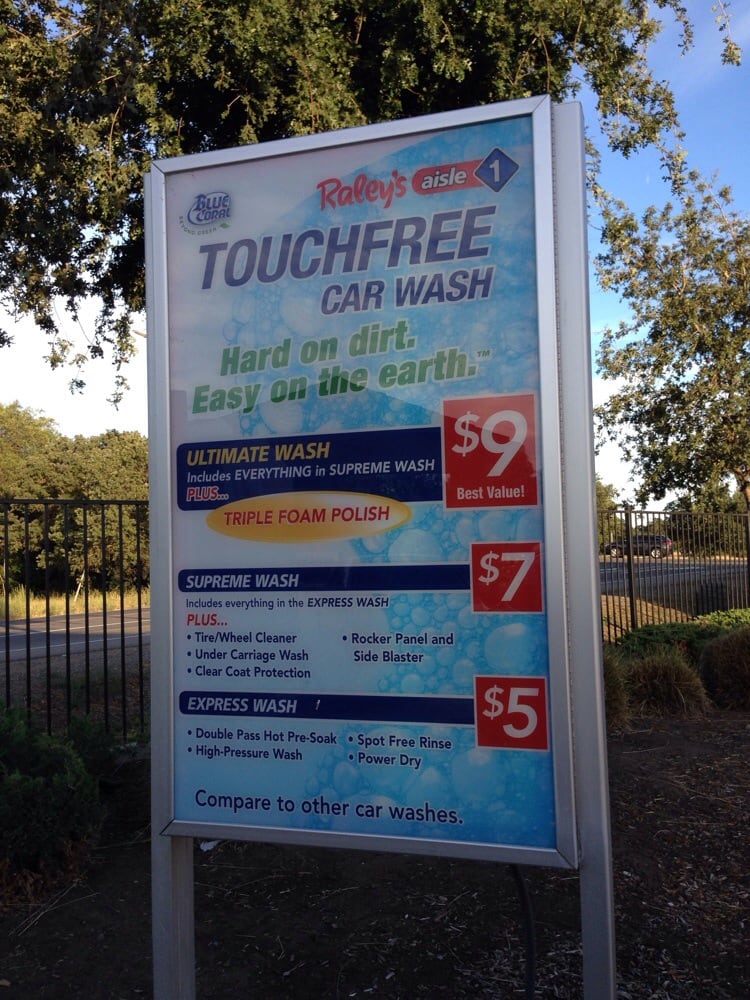 BLUE CORAL
BEYOND GREEN
Raley's aisle 1
TOUCHFREE
CAR WASH
Hard on dirt.
Easy on the earth.™
ULTIMATE WASH
Includes EVERYTHING in SUPREME WASH
PLUS...
$9
Best Value!
TRIPLE FOAM POLISH
SUPREME WASH
$7
Includes everything in the EXPRESS WASH
PLUS...
• Tire/Wheel Cleaner
• Under Carriage Wash
• Clear Coat Protection
• Rocker Panel and
Side Blaster
EXPRESS WASH
$5
• Double Pass Hot Pre-Soak
• High-Pressure Wash
• Spot Free Rinse
• Power Dry
Compare to other car washes.